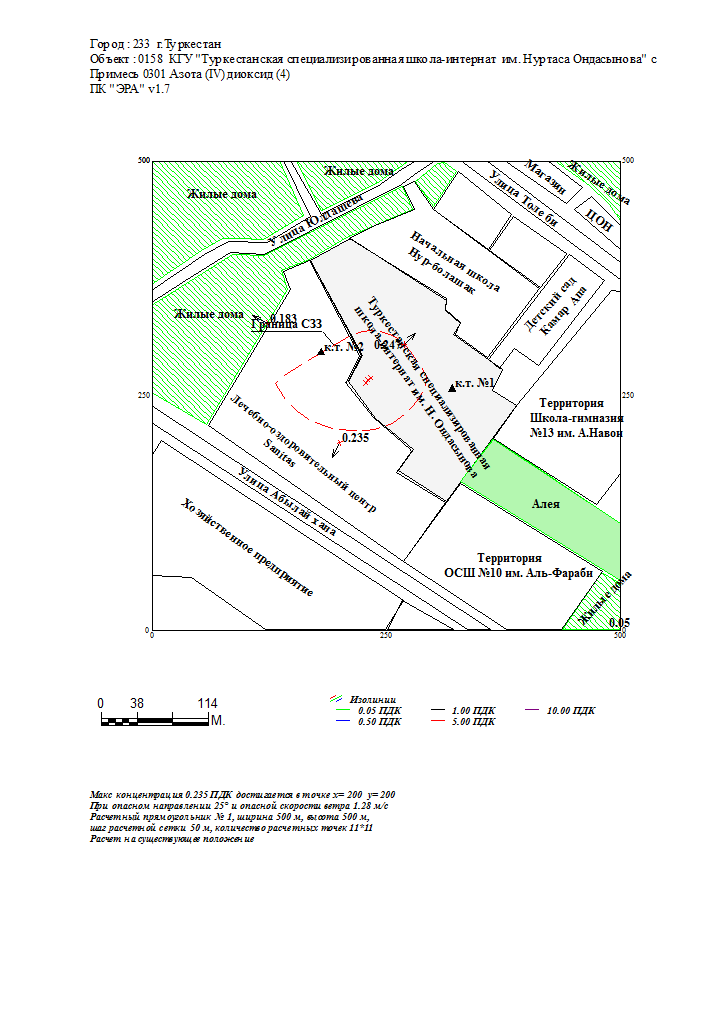 Город : 233 г.Туркестан
Объект : 0158 КГУ "Туркестанская специализированная школа-интернат им. Нуртаса Ондасынова" с
Примесь 0301 Азота (IV) диоксид (4)
ПК "ЭРА" v1.7
500
500
Жилые дома
Жилые дома
Магазин
Жилые дома
Улица Толе би
ЦОН
Улица Юлташева
Начальная школа
Нур-болашак
Детский сад
Камар Апа
Жилые дома
0.183
Граница СЗЗ
к.т. №2
0.247
Туркестанская специализированная
школа-интернат им. Н. Ондасынова
к.т. №1
250
250
Территория
Школа-гимназия
№13 им. А.Навои
Лечебно-оздоровительный центр
Sanitas
0.235
Улица Абылай хана
Хозяйственное предприятие
Алея
Территория
ОСШ №10 им. Аль-Фараби
Жилые дома
0.05
0
0
0
250
500
0 38 114
М.
Изолинии
0.05 ПДК
1.00 ПДК
10.00 ПДК
0.50 ПДК
5.00 ПДК
Макс концентрация 0.235 ПДК достигается в точке x= 200 y= 200
При опасном направлении 25° и опасной скорости ветра 1.28 м/с
Расчетный прямоугольник № 1, ширина 500 м, высота 500 м,
шаг расчетной сетки 50 м, количество расчетных точек 11*11
Расчет на существующее положение